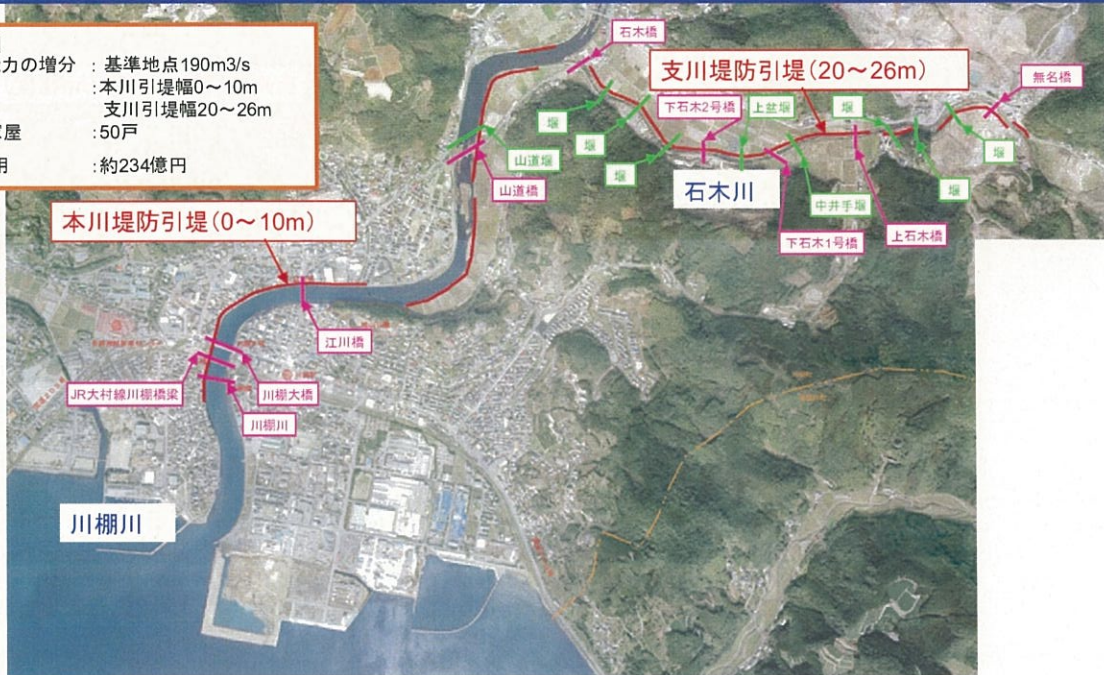 力の増分 : 基準地点190m3/s
:本川引堤幅0～10m
支川引堤幅20～26m
屋 :50戸
用 :約234億円
石木橋
支川堤防引堤(20～26m)
無名橋
下石木2号橋
上盆堰
堰
堰
堰
堰
山道堰
山道橋
石木川
中井手堰
堰
堰
下石木1号橋
上石木橋
本川堤防引堤(0～10m)
江川橋
JR大村線川棚橋梁
川棚大橋
川棚川
川棚川